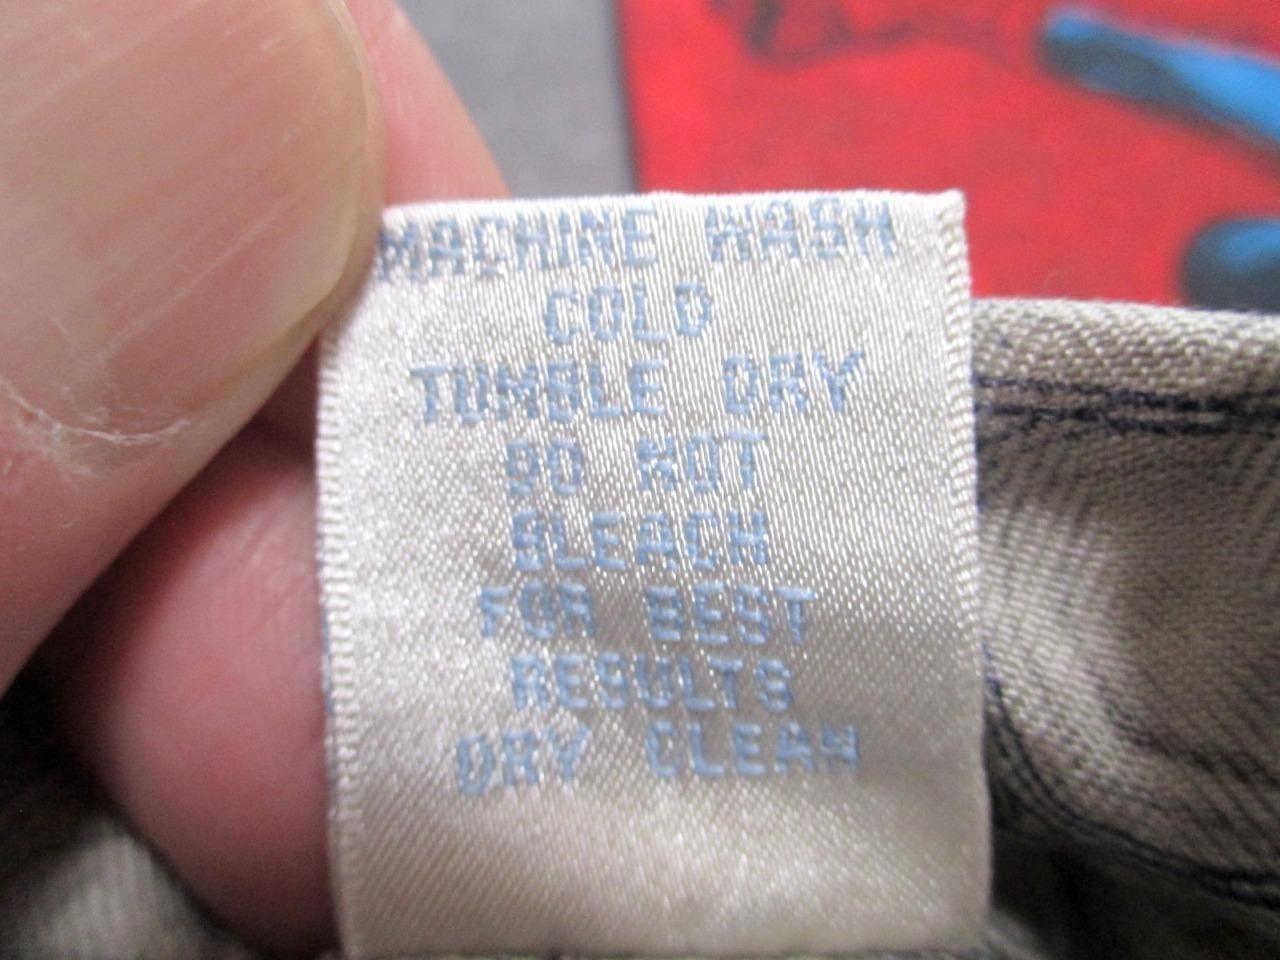 MACHINE WASH
COLD
TUMBLE DRY
DO NOT
BLEACH
FOR BEST
RESULTS
DRY CLEAN